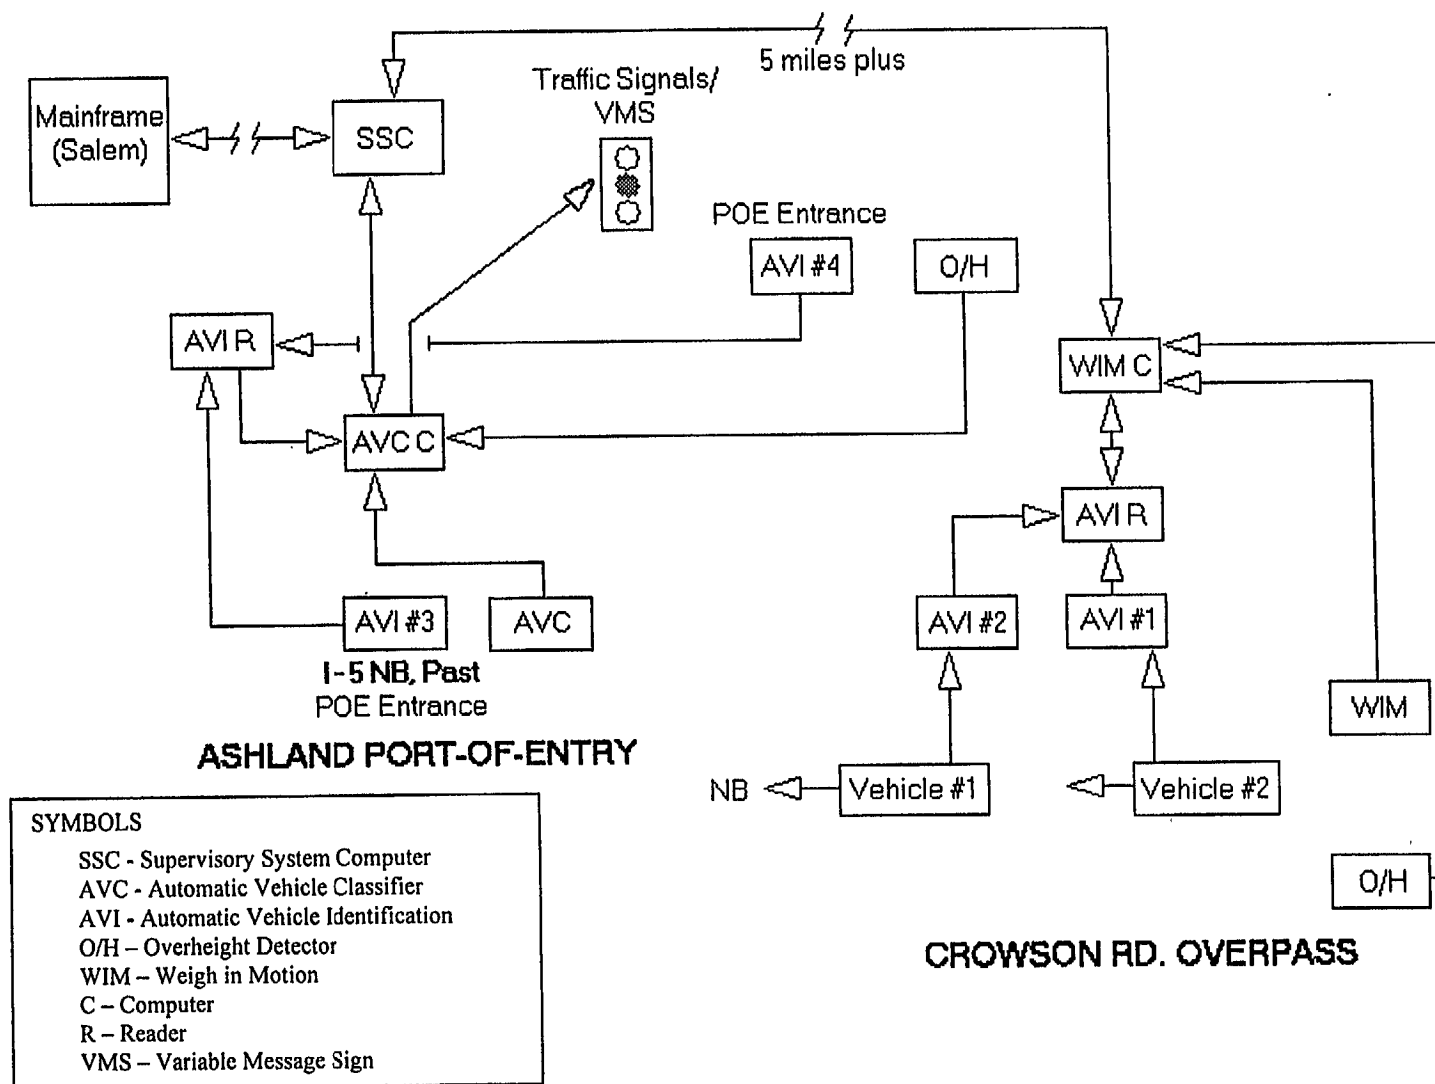 5 miles plus
Traffic Signals/
VMS
Mainframe
(Salem)
SSC
POE Entrance
AVI #4
O/H
AVI R
WIM C
AVC C
AVI R
AVI #3
AVC
AVI #2
AVI #1
I-5 NB, Past
POE Entrance
WIM
ASHLAND PORT-OF-ENTRY
NB
Vehicle #1
Vehicle #2
O/H
CROWSON RD. OVERPASS
SYMBOLS
SSC - Supervisory System Computer
AVC - Automatic Vehicle Classifier
AVI - Automatic Vehicle Identification
O/H – Overheight Detector
WIM – Weigh in Motion
C – Computer
R – Reader
VMS – Variable Message Sign